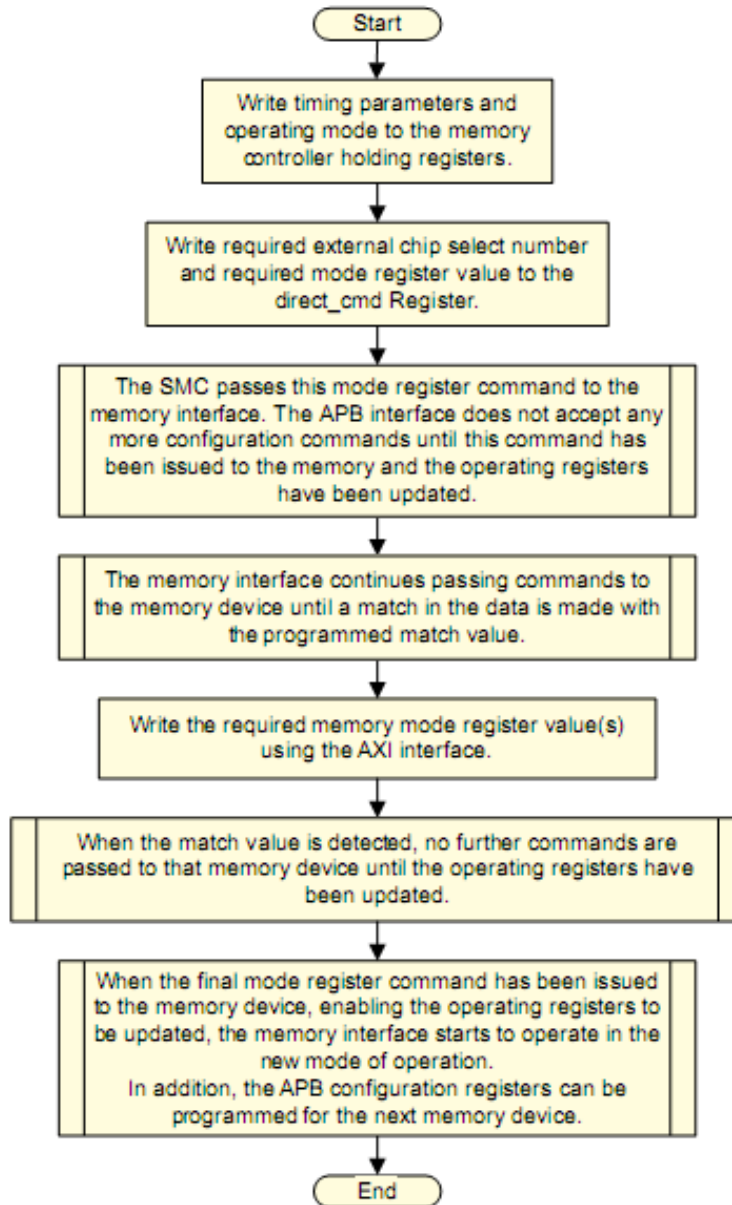 Start
Write timing parameters and
operating mode to the memory
controller holding registers.
Write required external chip select number
and required mode register value to the
direct_cmd Register.
The SMC passes this mode register command to the
memory interface. The APB interface does not accept any
more configuration commands until this command has
been issued to the memory and the operating registers
have been updated.
The memory interface continues passing commands to
the memory device until a match in the data is made with
the programmed match value.
Write the required memory mode register value(s)
using the AXI interface.
When the match value is detected, no further commands are
passed to that memory device until the operating registers have
been updated.
When the final mode register command has been issued
to the memory device, enabling the operating registers to
be updated, the memory interface starts to operate in the
new mode of operation.
In addition, the APB configuration registers can be
programmed for the next memory device.
End